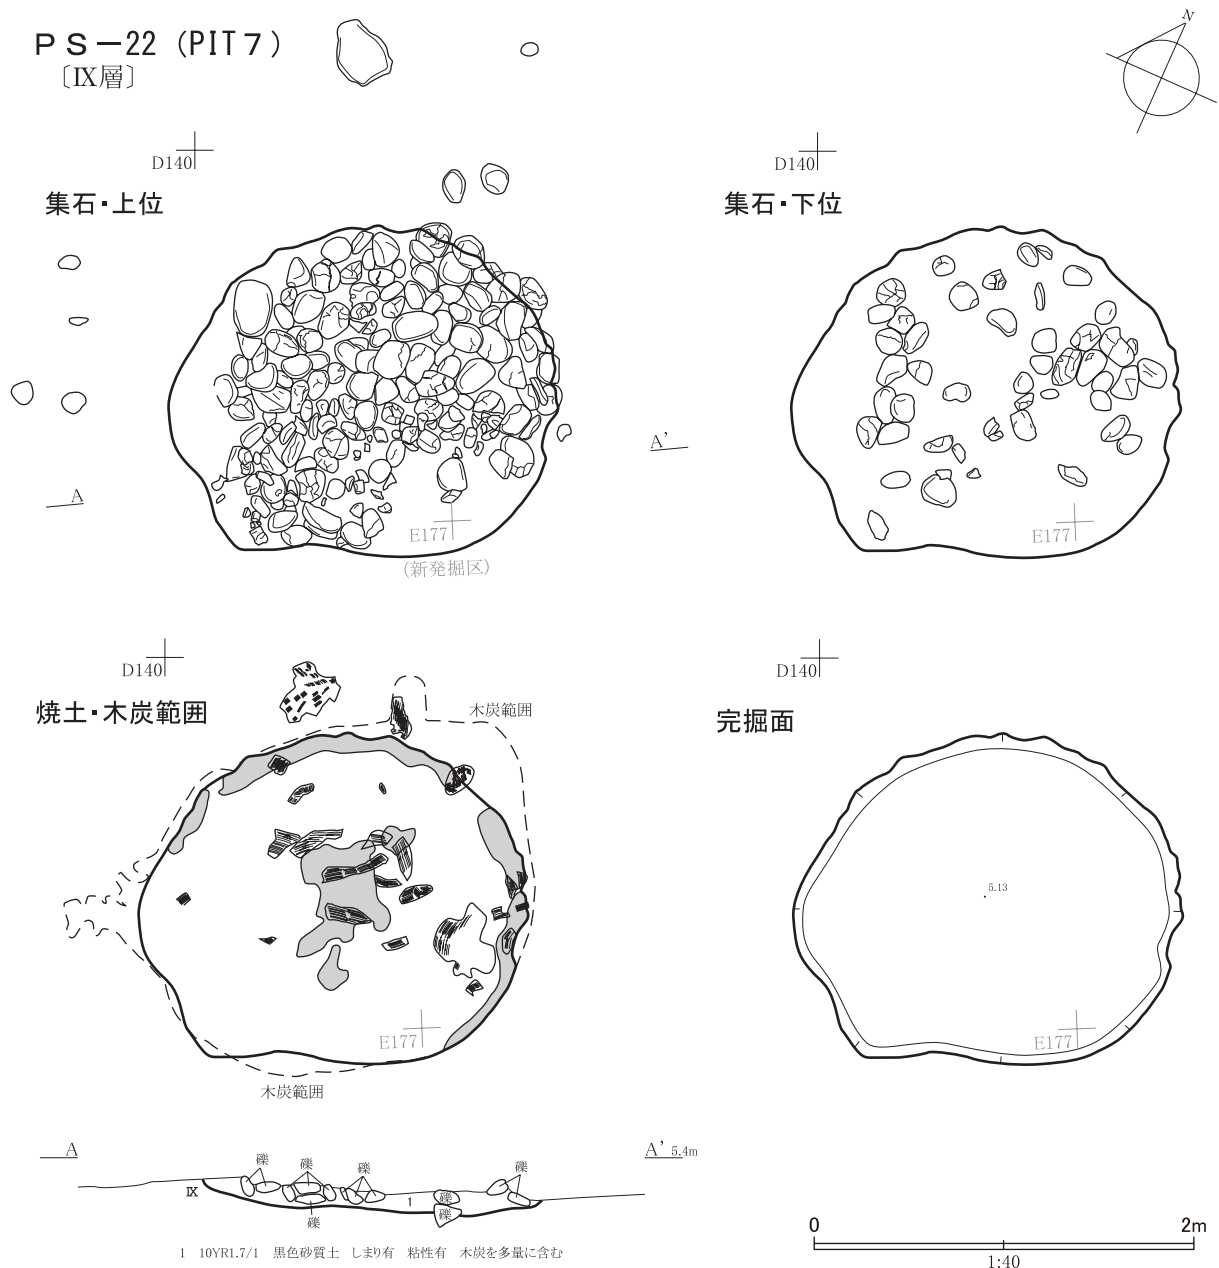 PS－22（PIT７）
〔Ⅸ層〕
N
D140
集石・上位
A
E177
（新発掘区）
D140
集石・下位
A’
E177
D140
焼土・木炭範囲
木炭範囲
E177
木炭範囲
D140
完掘面
5.13
E177
A
A’ 5.4m
礫
礫
礫
礫
Ⅸ
1
礫
礫
礫
1　10YR1.7/1　黒色砂質土　しまり有　粘性有　木炭を多量に含む
0
2m
1:40